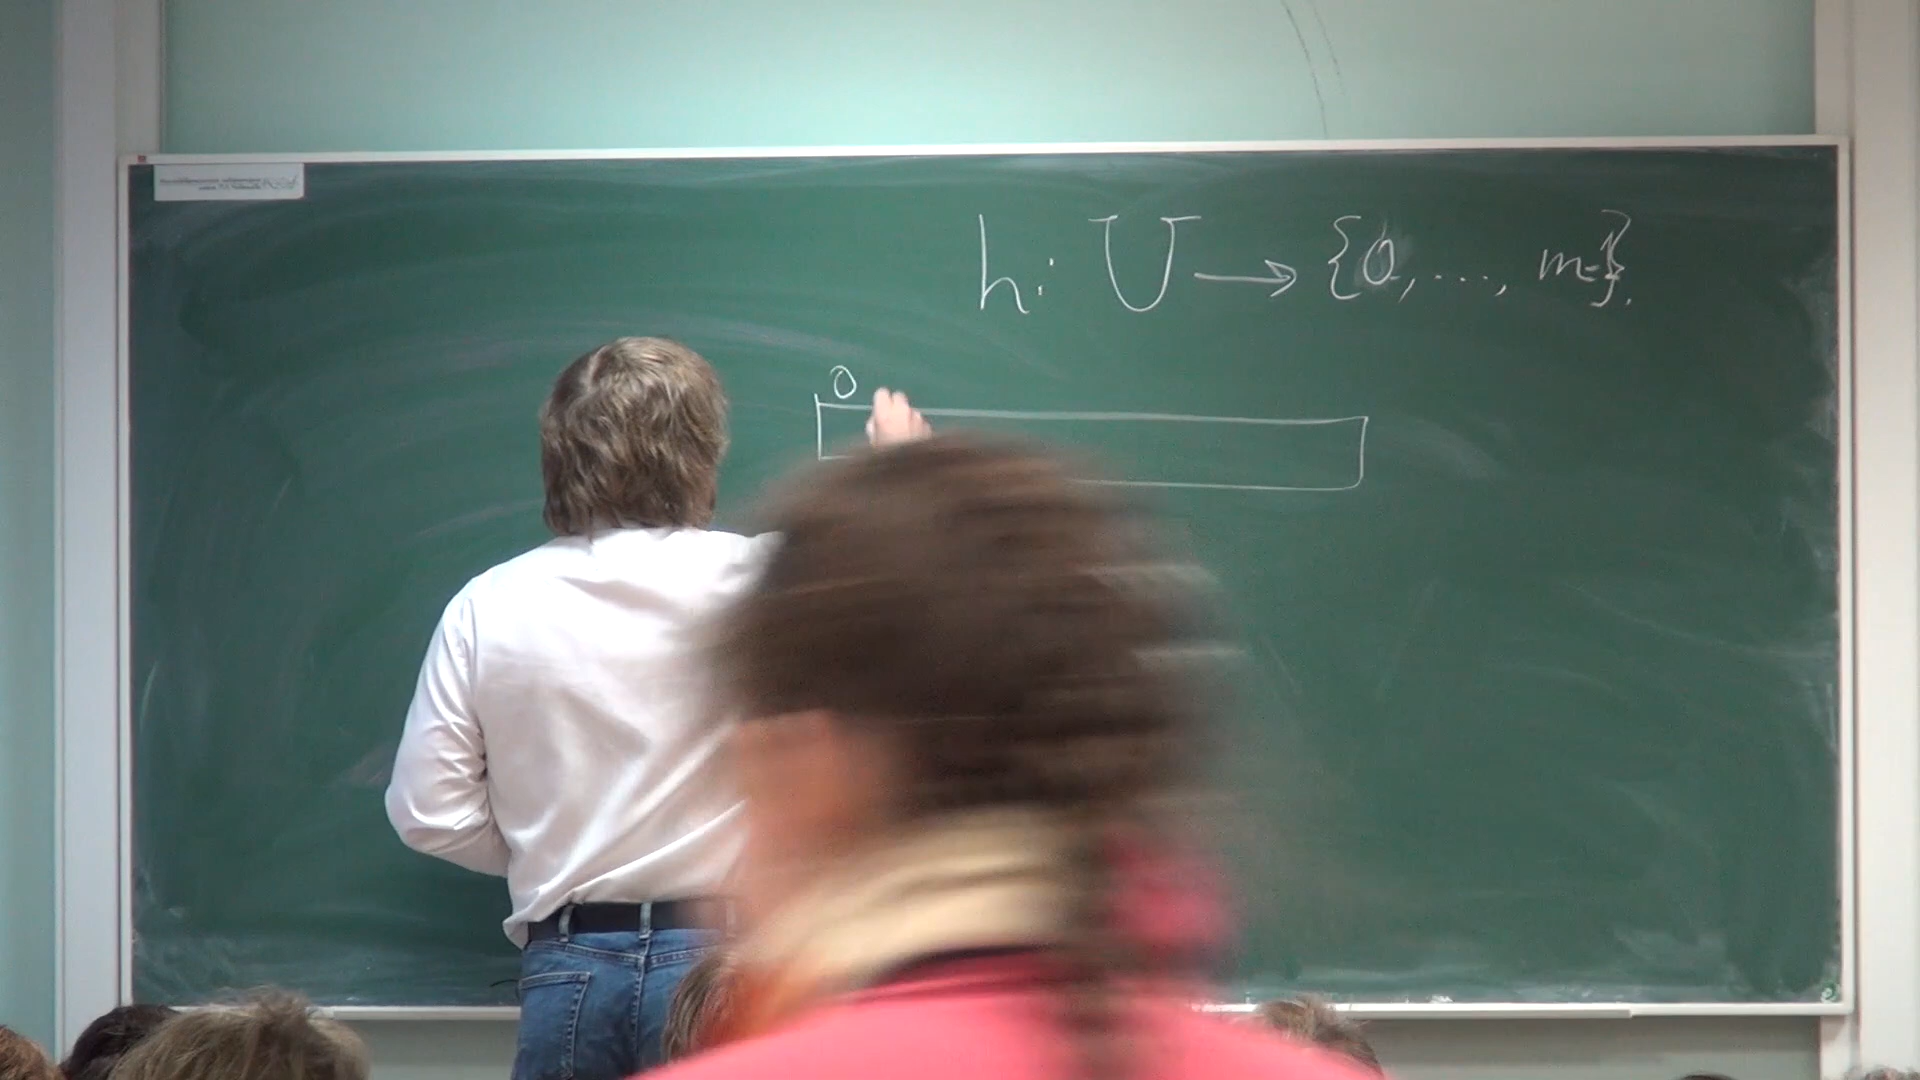 h: U → {0, ..., m-1}.
0